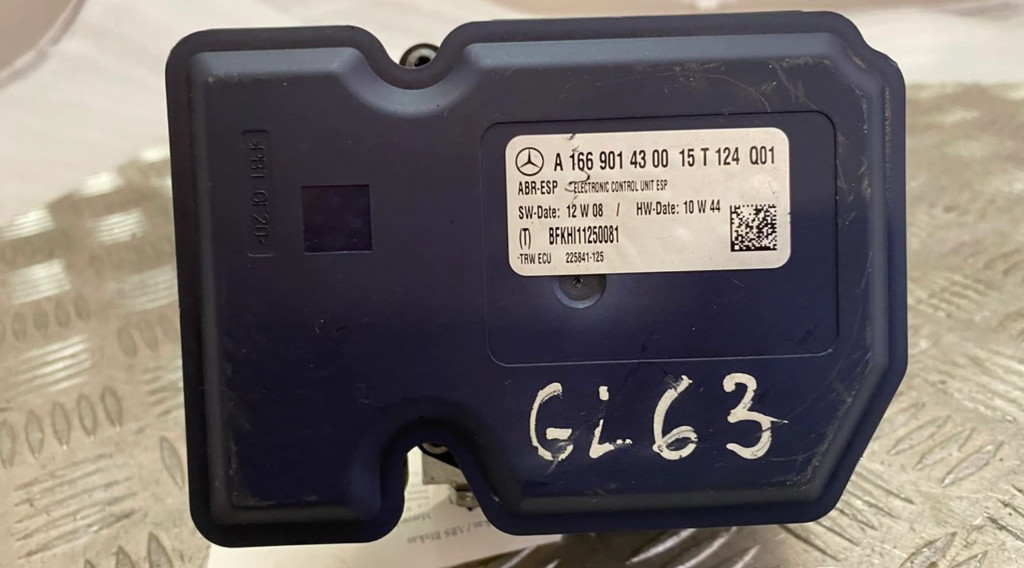 A 166 901 43 00 15 T 124 Q01
ABR-ESP ELECTRONIC CONTROL UNIT ESP
SW-Date: 12 W 08 / HW-Date: 10 W 44
(T) BFKHI11250081
TRW ECU 225841-125
GL63